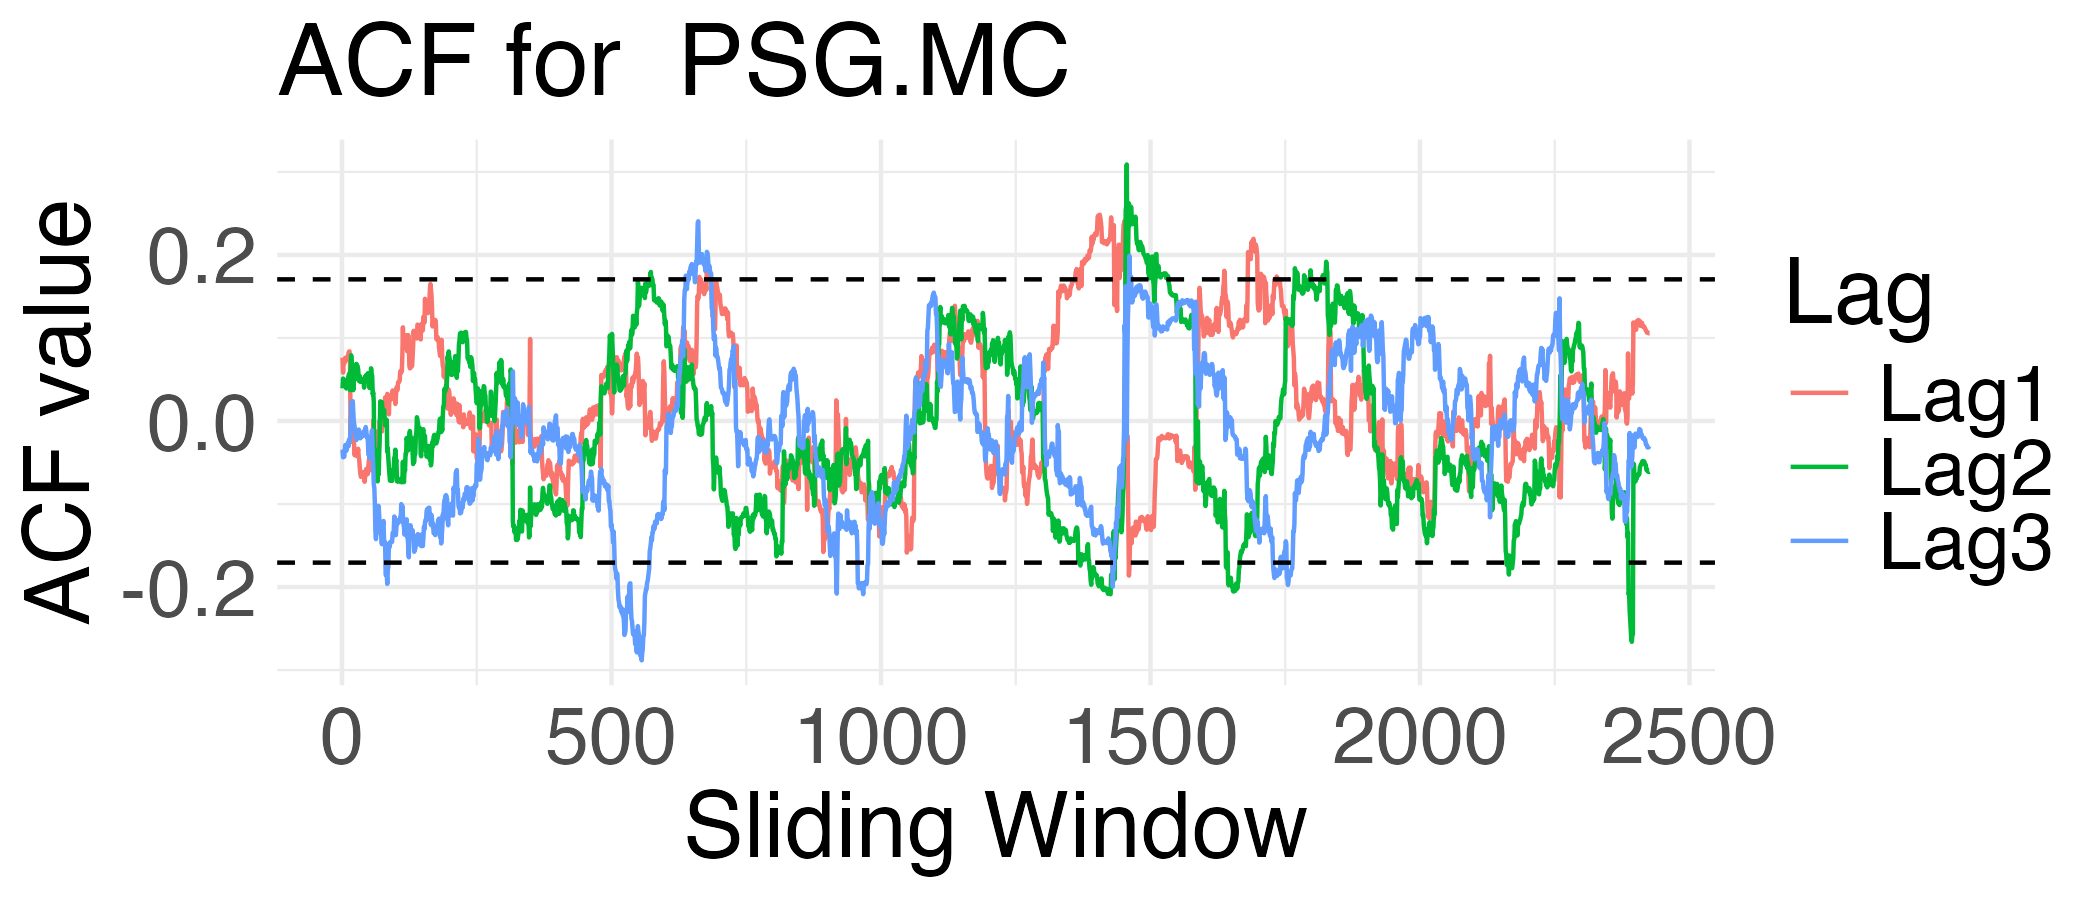 ACF for  PSG.MC
ACF value
0.2
0.0
-0.2
0
500
1000
1500
2000
2500
Sliding Window
Lag
Lag1
Lag2
Lag3